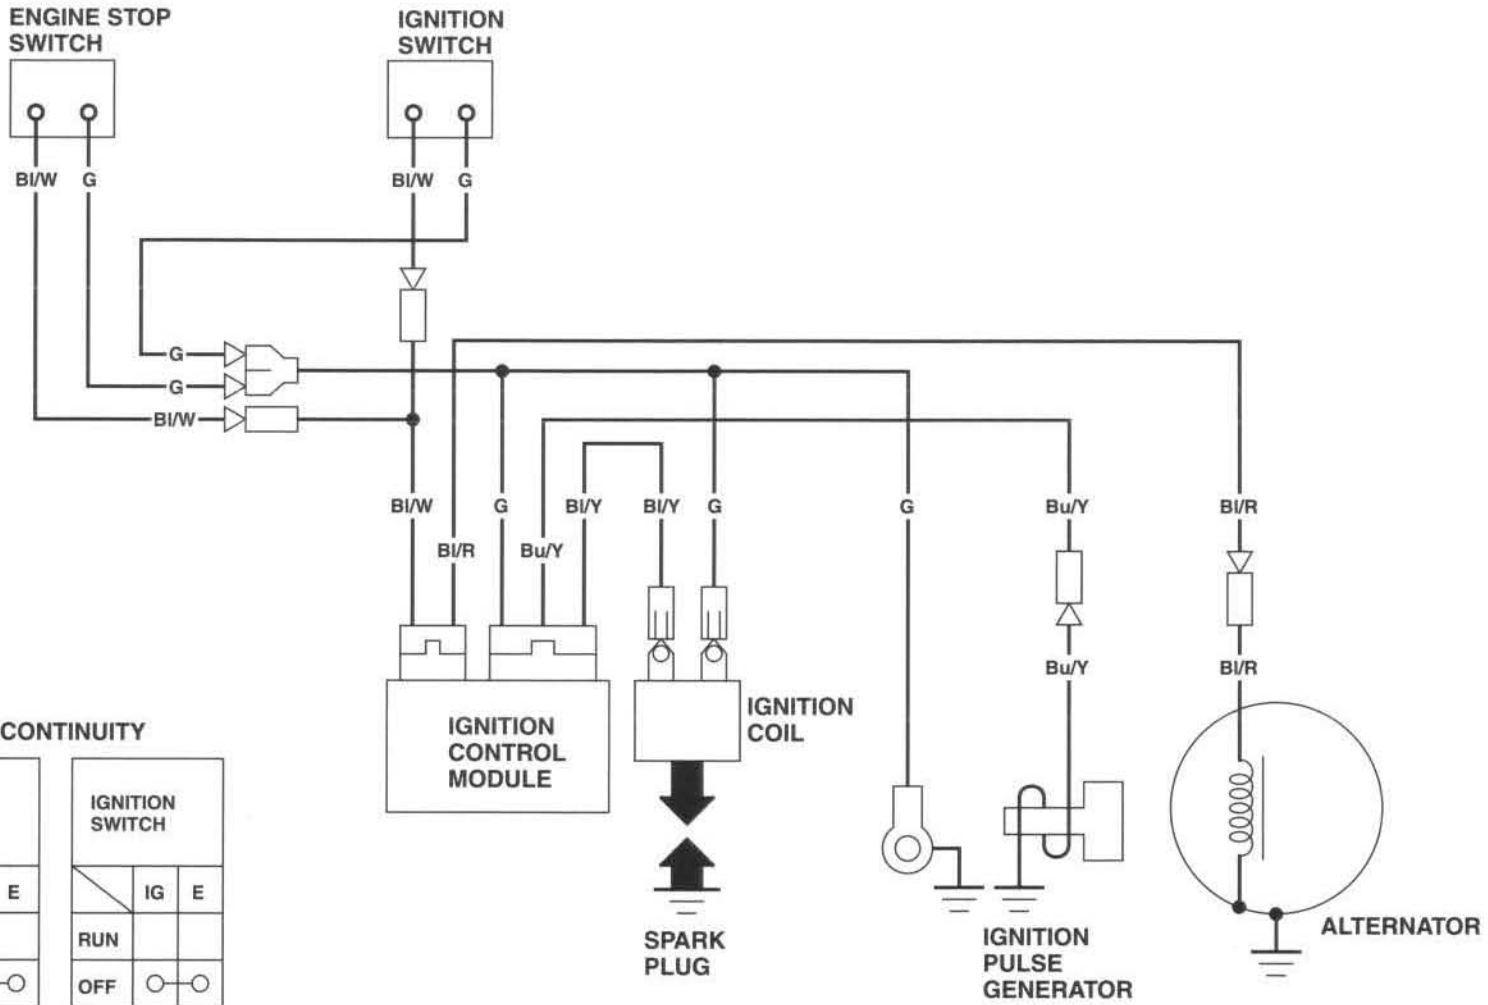 ENGINE STOP
SWITCH
IGNITION
SWITCH
Bl/W G
Bl/W G
G
G
Bl/W
Bl/W
G
Bl/Y
Bl/Y
G
G
Bu/Y
Bl/R
Bl/R
Bu/Y
Bu/Y
Bl/R
IGNITION
CONTROL
MODULE
IGNITION
COIL
CONTINUITY
IGNITION
SWITCH
E
IG E
RUN
OFF
SPARK
PLUG
IGNITION
PULSE
GENERATOR
ALTERNATOR